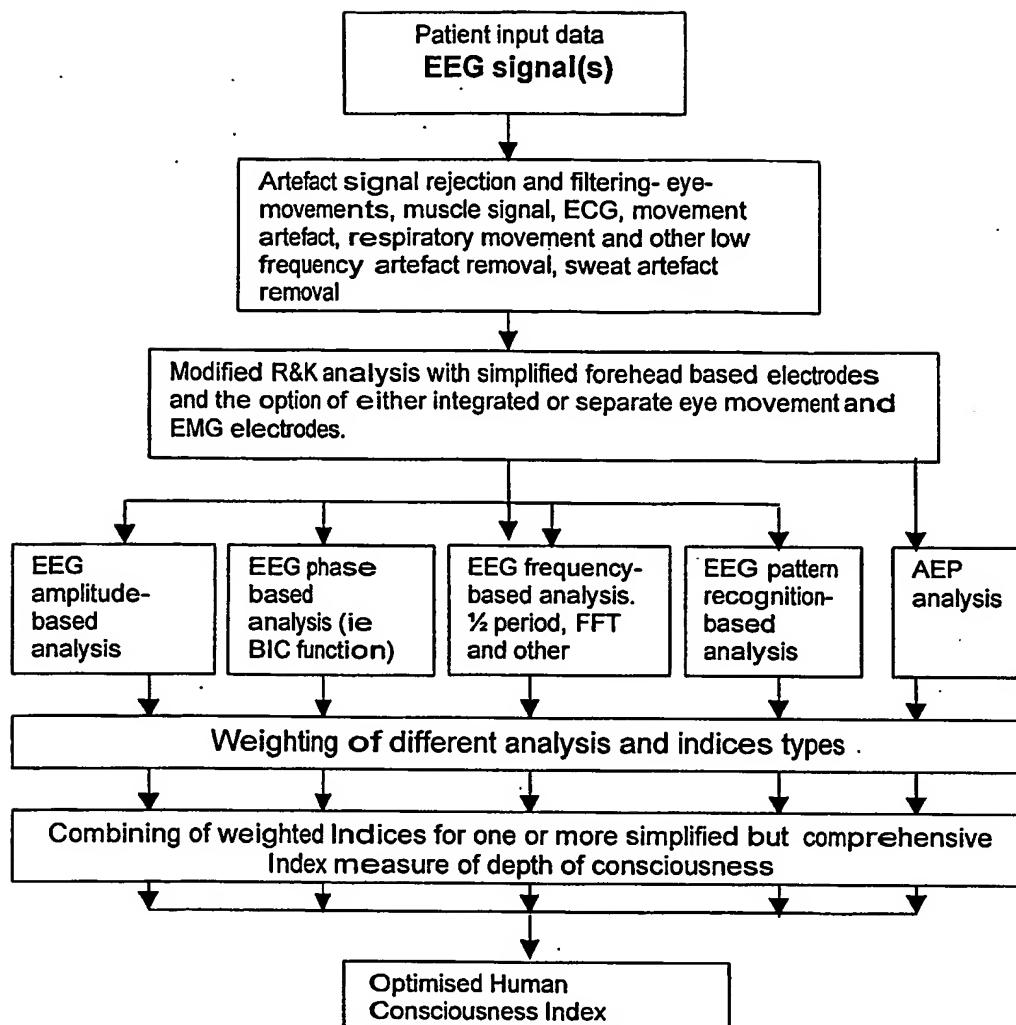 Patient input data
EEG signal(s)
Artefact signal rejection and filtering- eye-
movements, muscle signal, ECG, movement
artefact, respiratory movement and other low
frequency artefact removal, sweat artefact
removal
Modified R&K analysis with simplified forehead based electrodes
and the option of either integrated or separate eye movement and
EMG electrodes.
EEG
amplitude-
based
analysis
EEG phase
based
analysis (ie
BIC function)
EEG frequency-
based analysis.
½ period, FFT
and other
EEG pattern
recognition-
based
analysis
AEP
analysis
Weighting of different analysis and indices types
Combining of weighted Indices for one or more simplified but comprehensive
Index measure of depth of consciousness
Optimised Human
Consciousness Index